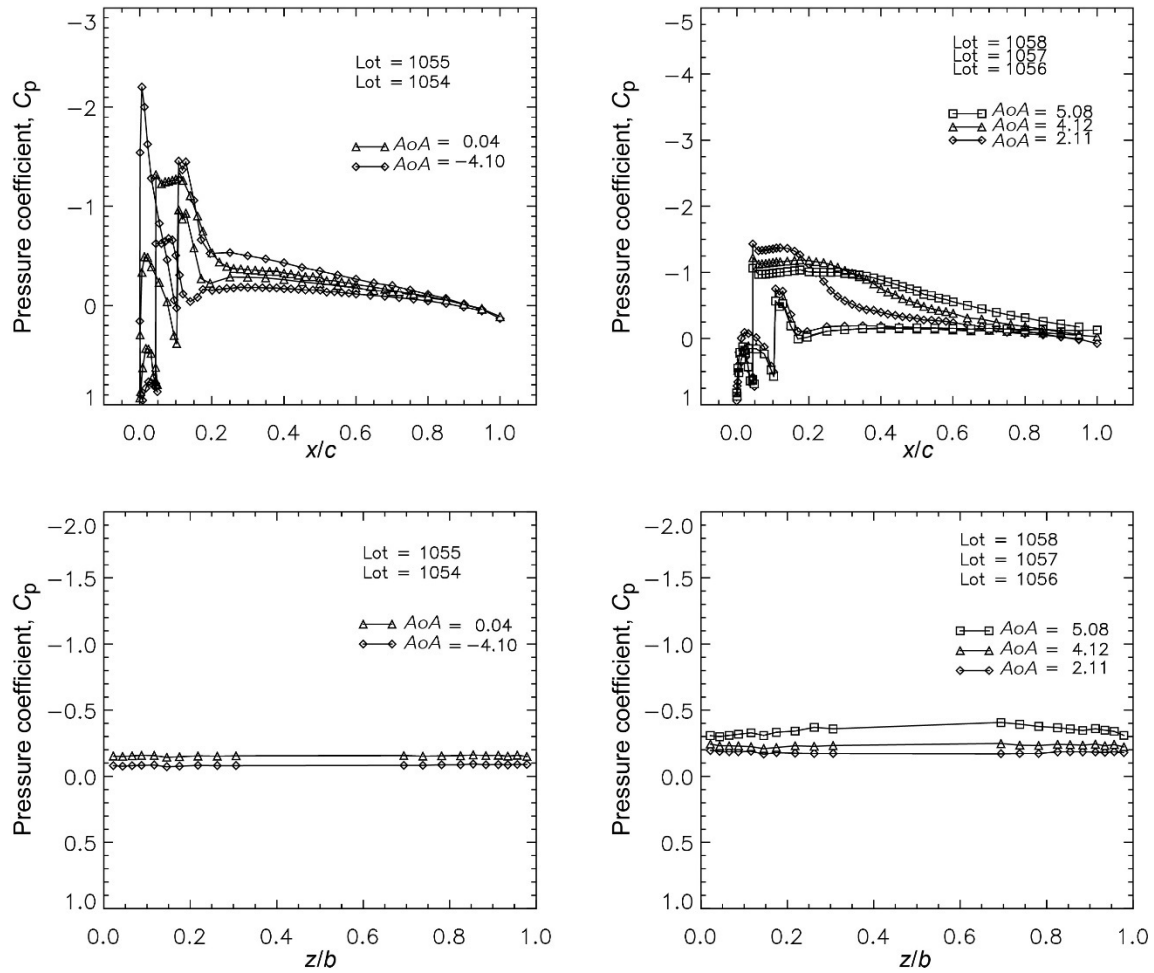 Pressure coefficient, Cp
−3
−2
−1
0
1
Lot = 1055
Lot = 1054
AoA = 0.04
AoA = −4.10
0.0 0.2 0.4 0.6 0.8 1.0
x/c
Pressure coefficient, Cp
−5
−4
−3
−2
−1
0
1
Lot = 1058
Lot = 1057
Lot = 1056
AoA = 5.08
AoA = 4.12
AoA = 2.11
0.0 0.2 0.4 0.6 0.8 1.0
x/c
Pressure coefficient, Cp
−2.0
−1.5
−1.0
−0.5
0.0
0.5
1.0
Lot = 1055
Lot = 1054
AoA = 0.04
AoA = −4.10
0.0 0.2 0.4 0.6 0.8 1.0
z/b
Pressure coefficient, Cp
−2.0
−1.5
−1.0
−0.5
0.0
0.5
1.0
Lot = 1058
Lot = 1057
Lot = 1056
AoA = 5.08
AoA = 4.12
AoA = 2.11
0.0 0.2 0.4 0.6 0.8 1.0
z/b